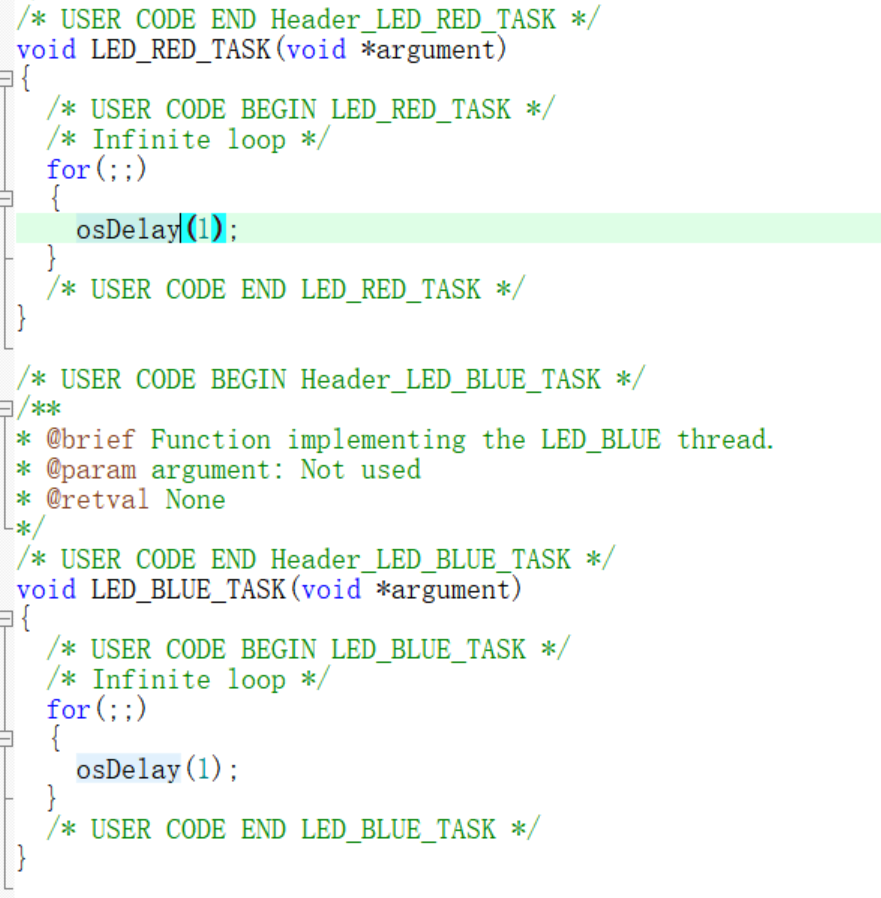 /* USER CODE END Header_LED_RED_TASK */
void LED_RED_TASK(void *argument)
{
  /* USER CODE BEGIN LED_RED_TASK */
  /* Infinite loop */
  for(;;)
  {
    osDelay(1);
  }
  /* USER CODE END LED_RED_TASK */
}

/* USER CODE BEGIN Header_LED_BLUE_TASK */
/**
* @brief Function implementing the LED_BLUE thread.
* @param argument: Not used
* @retval None
*/
/* USER CODE END Header_LED_BLUE_TASK */
void LED_BLUE_TASK(void *argument)
{
  /* USER CODE BEGIN LED_BLUE_TASK */
  /* Infinite loop */
  for(;;)
  {
    osDelay(1);
  }
  /* USER CODE END LED_BLUE_TASK */
}